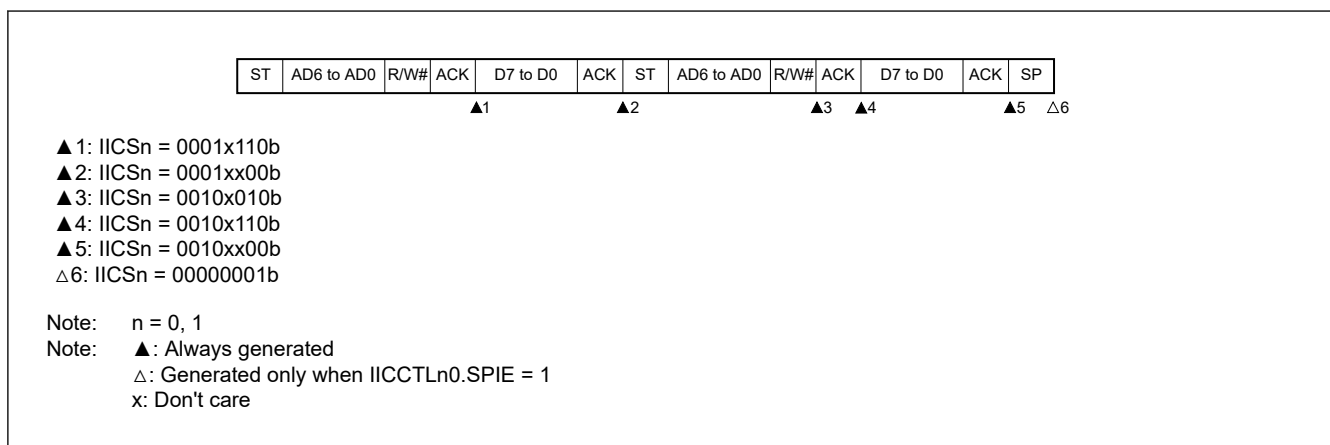 ST AD6 to AD0 R/W# ACK D7 to D0 ACK ST AD6 to AD0 R/W# ACK D7 to D0 ACK SP
▲1 ▲2 ▲3 ▲4 ▲5 △6
▲1: IICSn = 0001x110b
▲2: IICSn = 0001xx00b
▲3: IICSn = 0010x010b
▲4: IICSn = 0010x110b
▲5: IICSn = 0010xx00b
△6: IICSn = 00000001b
Note: n = 0, 1
Note: ▲: Always generated
△: Generated only when IICCTLn0.SPIE = 1
x: Don't care